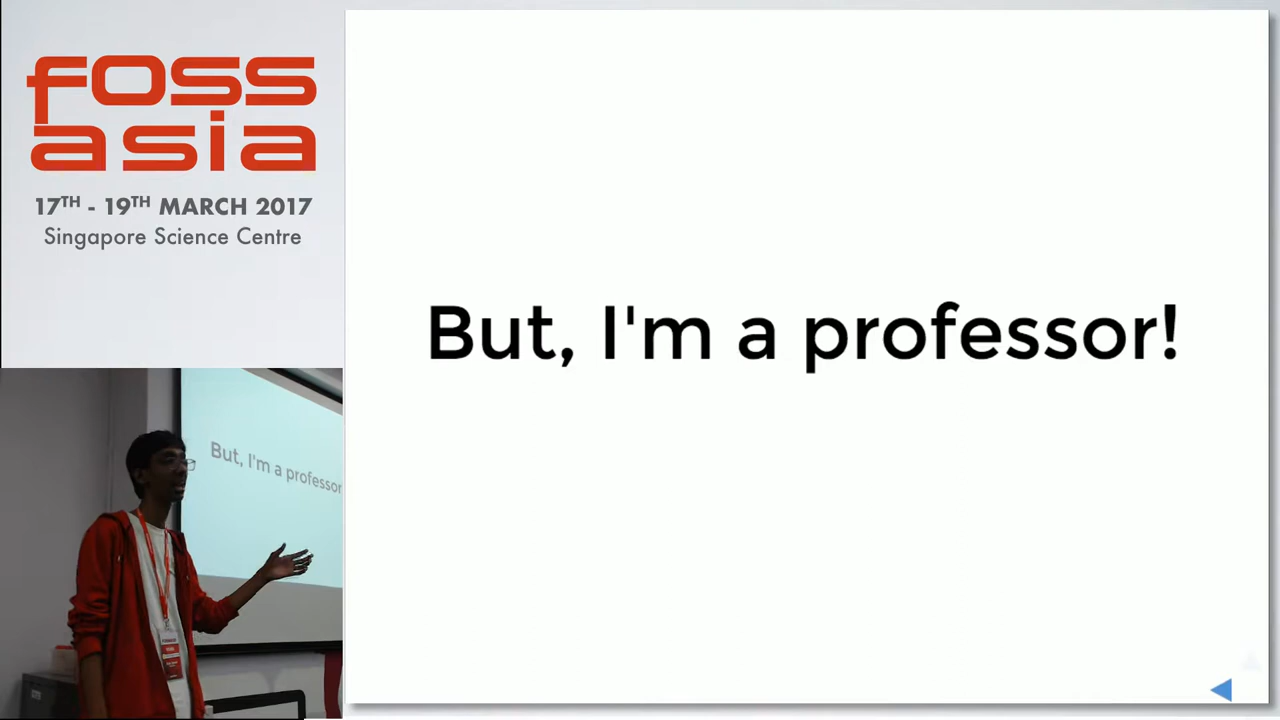 foss
asia
17TH - 19TH MARCH 2017
Singapore Science Centre
But, I'm a professor!
But, I'm a professor